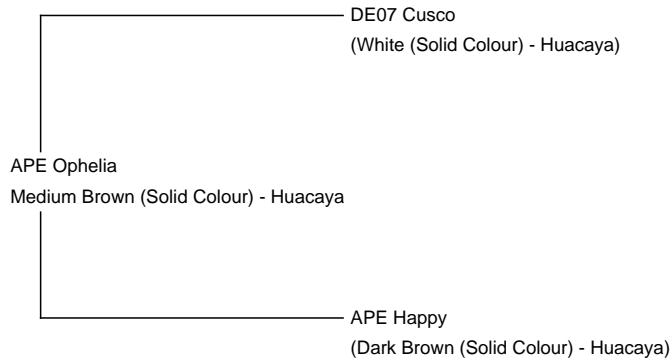 DE07 Cusco
(White (Solid Colour) - Huacaya)
APE Ophelia
Medium Brown (Solid Colour) - Huacaya
APE Happy
(Dark Brown (Solid Colour) - Huacaya)